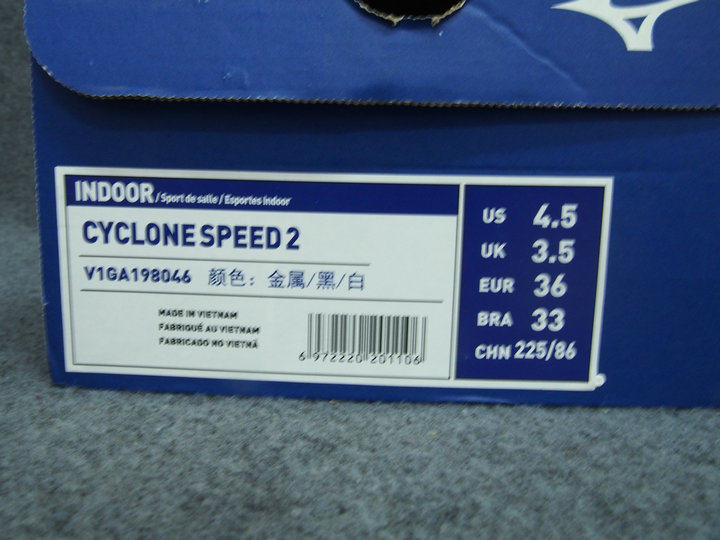 INDOOR / Sport de salle / Esportes Indoor
CYCLONE SPEED 2
V1GA198046 颜色：金属/黑/白
MADE IN VIETNAM
FABRIQUÉ AU VIETNAM
FABRICADO NO VIETNÃ
6 972220 201106
US 4.5
UK 3.5
EUR 36
BRA 33
CHN 225/86